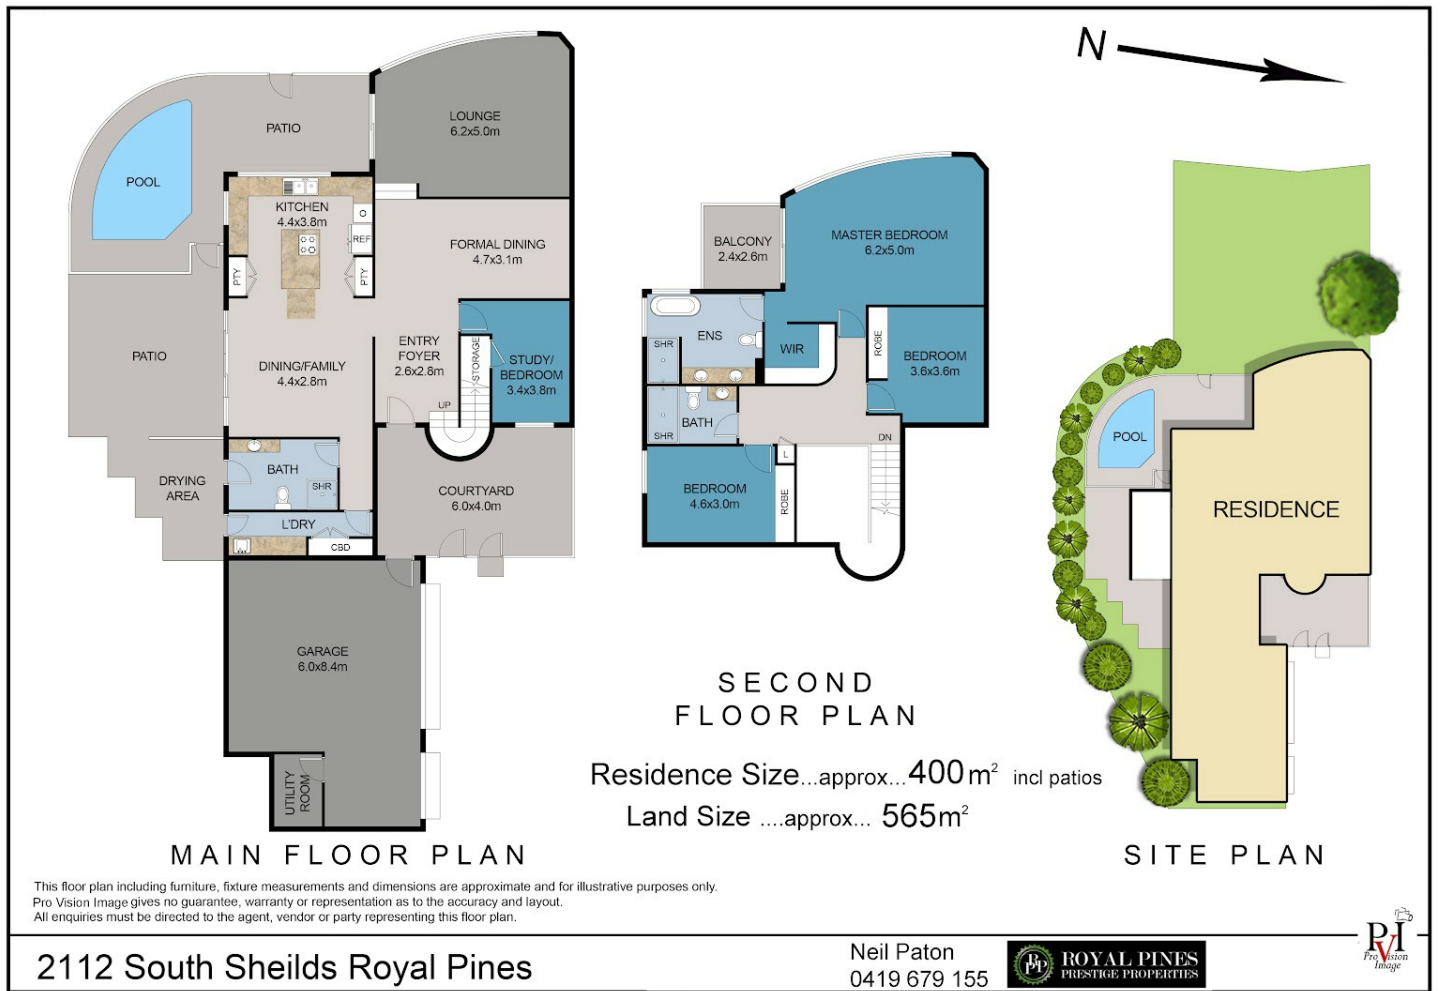 N
LOUNGE
6.2x5.0m
PATIO
POOL
KITCHEN
4.4x3.8m
O
REF
PTY
PTY
FORMAL DINING
4.7x3.1m
PATIO
DINING/FAMILY
4.4x2.8m
ENTRY
FOYER
2.6x2.8m
STORAGE
STUDY/
BEDROOM
3.4x3.8m
UP
BATH
SHR
DRYING
AREA
L'DRY
CBD
COURTYARD
6.0x4.0m
GARAGE
6.0x8.4m
UTILITY
ROOM
MAIN FLOOR PLAN
BALCONY
2.4x2.6m
MASTER BEDROOM
6.2x5.0m
ENS
SHR
WIR
ROBE
BEDROOM
3.6x3.6m
BATH
SHR
DN
L
BEDROOM
4.6x3.0m
ROBE
SECOND
FLOOR PLAN
Residence Size...approx...400m² incl patios
Land Size ....approx... 565m²
POOL
RESIDENCE
SITE PLAN
This floor plan including furniture, fixture measurements and dimensions are approximate and for illustrative purposes only.
Pro Vision Image gives no guarantee, warranty or representation as to the accuracy and layout.
All enquiries must be directed to the agent, vendor or party representing this floor plan.
2112 South Sheilds Royal Pines
Neil Paton
0419 679 155
RPP
ROYAL PINES
PRESTIGE PROPERTIES
PVI
Pro Vision
Image